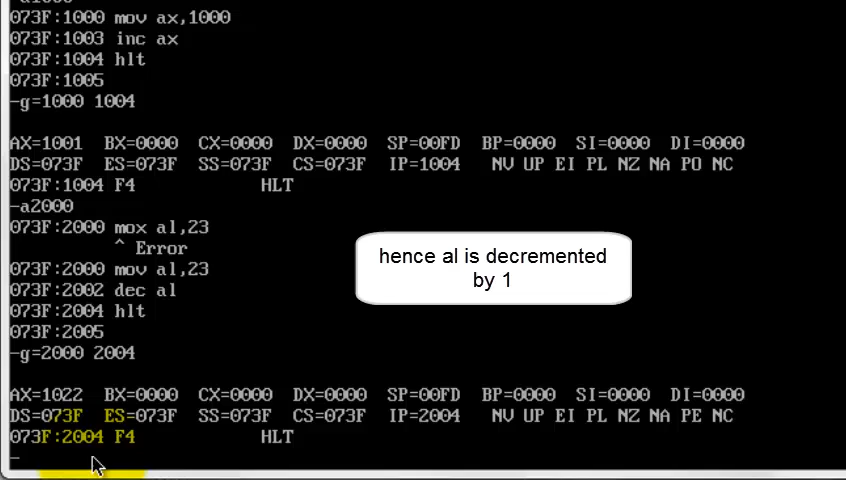 073F:1000 mov ax,1000
073F:1003 inc ax
073F:1004 hlt
073F:1005
-g=1000 1004
AX=1001 BX=0000 CX=0000 DX=0000 SP=00FD BP=0000 SI=0000 DI=0000
DS=073F ES=073F SS=073F CS=073F IP=1004 NV UP EI PL NZ NA PO NC
073F:1004 F4 HLT
-a2000
073F:2000 mox al,23
^ Error
073F:2000 mov al,23
073F:2002 dec al
073F:2004 hlt
073F:2005
-g=2000 2004
hence al is decremented
by 1
AX=1022 BX=0000 CX=0000 DX=0000 SP=00FD BP=0000 SI=0000 DI=0000
DS=073F ES=073F SS=073F CS=073F IP=2004 NV UP EI PL NZ NA PE NC
073F:2004 F4 HLT
-